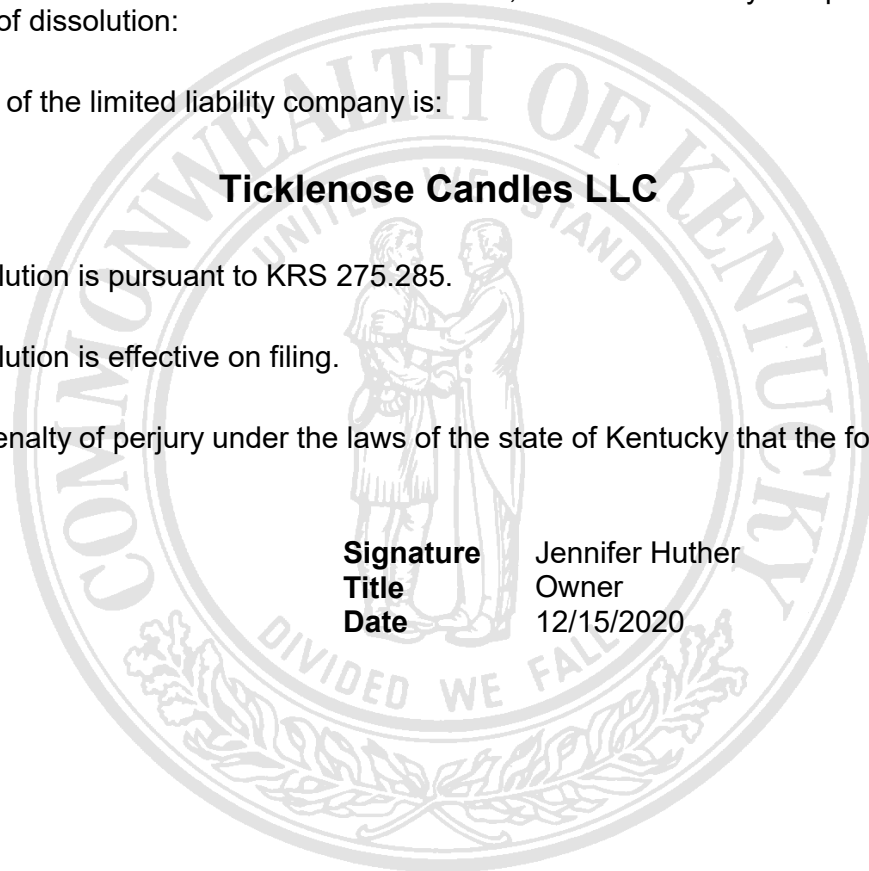 of dissolution:
of the limited liability company is:
Ticklenose Candles LLC
lution is pursuant to KRS 275.285.
lution is effective on filing.
enalty of perjury under the laws of the state of Kentucky that the fo
Signature Jennifer Huther
Title Owner
Date 12/15/2020
COMMONWEALTH OF KENTUCKY
UNITED WE STAND
DIVIDED WE FALL